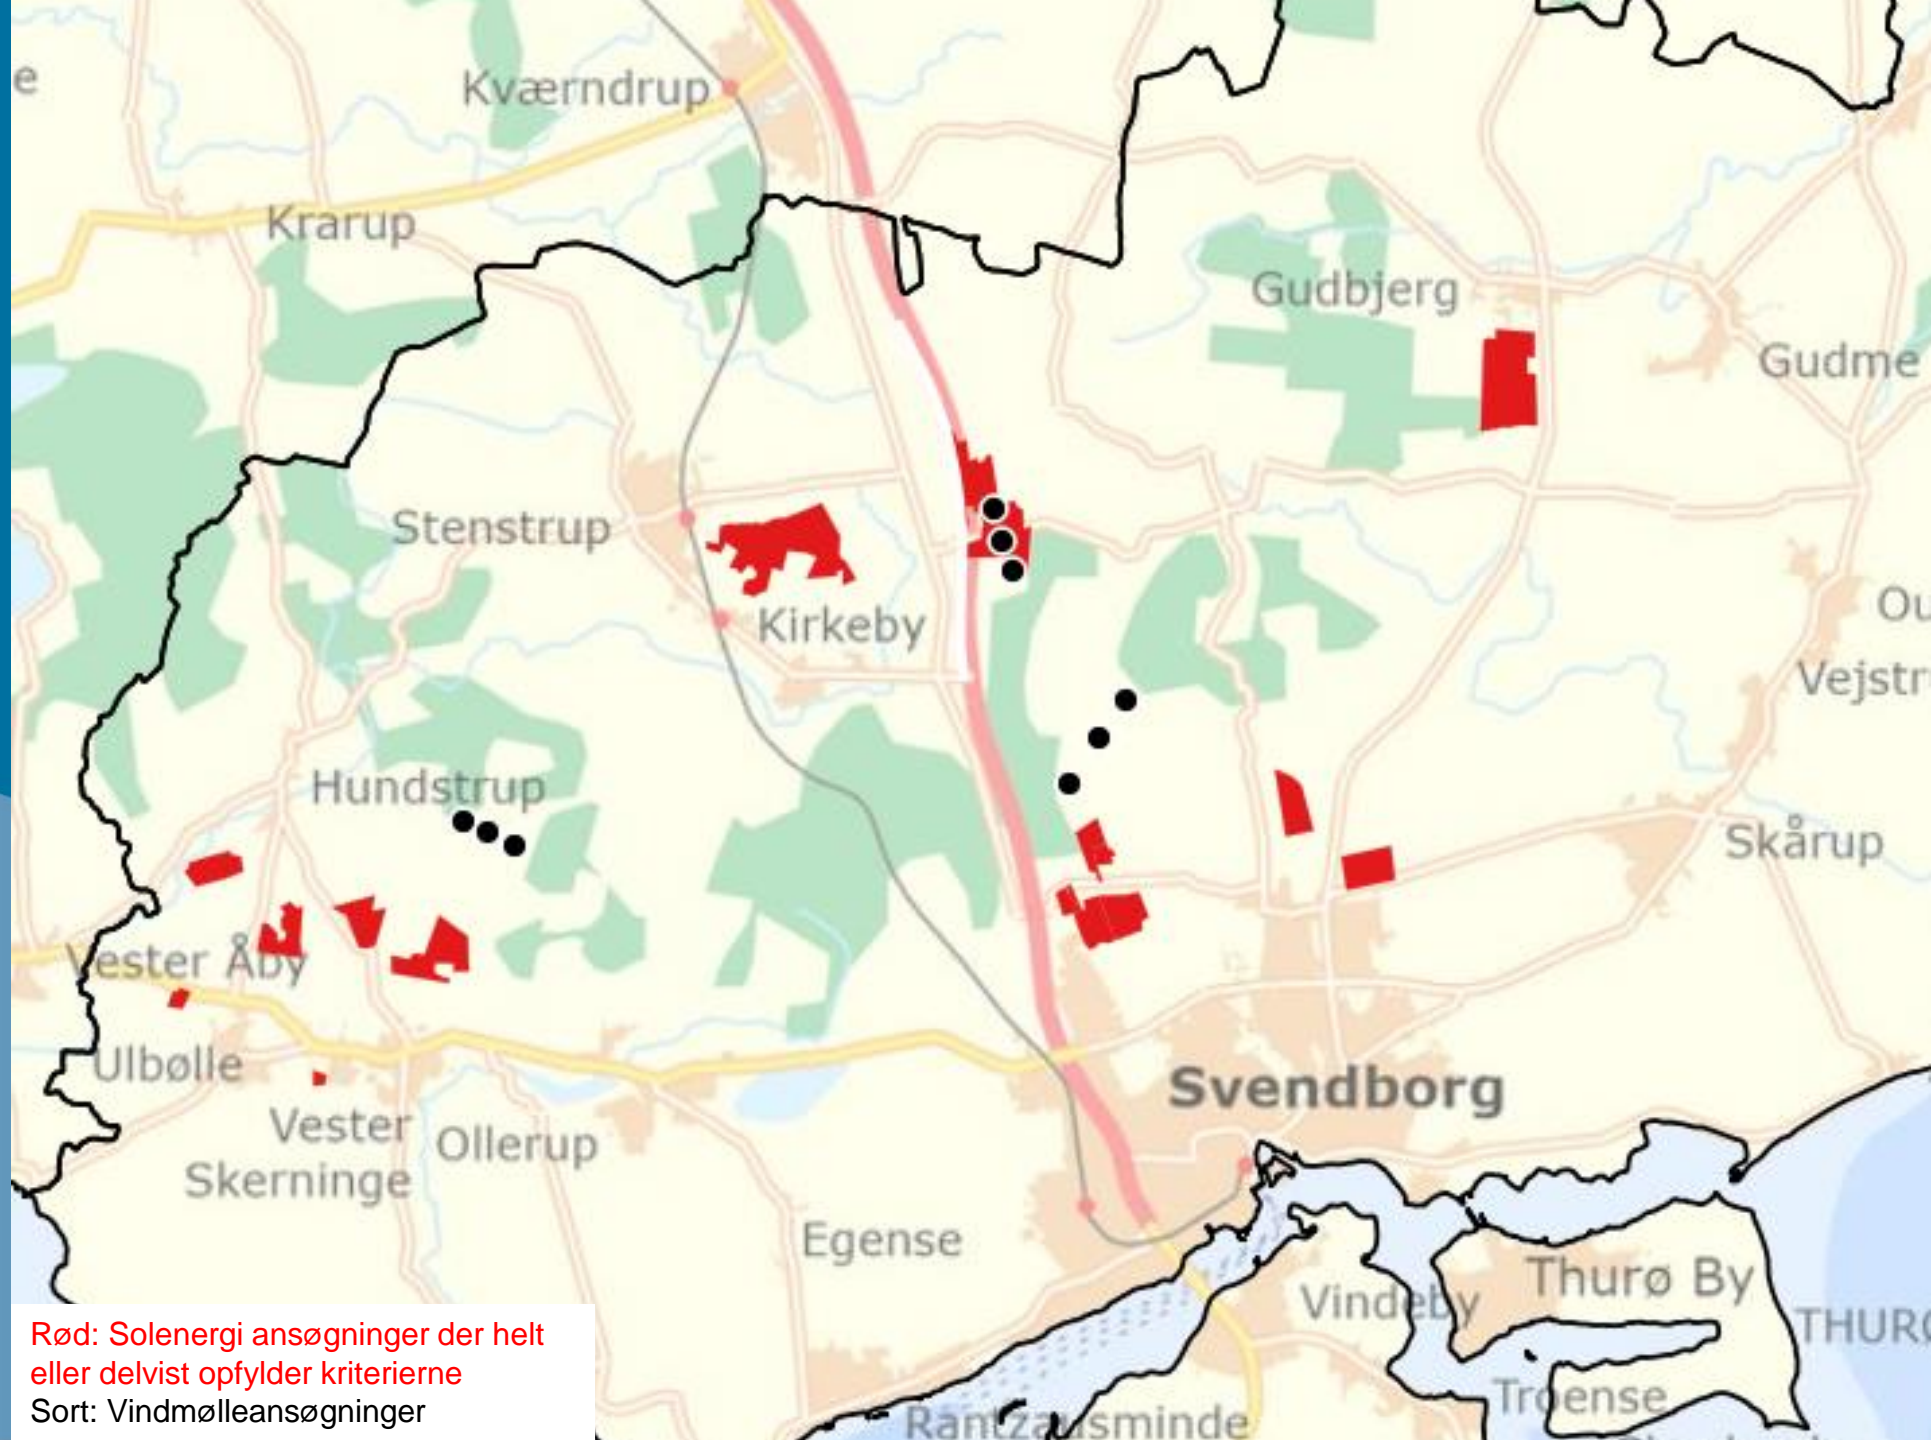 e
Kværndrup
Krarup
Gudbjerg
Gudme
Stenstrup
Kirkeby
Ou
Vejstr
Hundstrup
Skårup
Vester Åby
Ulbølle
Svendborg
Vester
Skerninge
Ollerup
Egense
Thurø By
Vindeby
THURØ
Troense
Rantzausminde
Rød: Solenergi ansøgninger der helt
eller delvist opfylder kriterierne
Sort: Vindmølleansøgninger